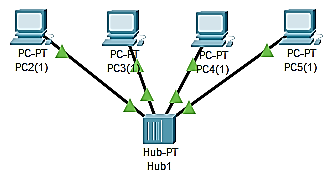 PC-PT
PC2(1)
PC-PT
PC3(1)
PC-PT
PC4(1)
PC-PT
PC5(1)
Hub-PT
Hub1